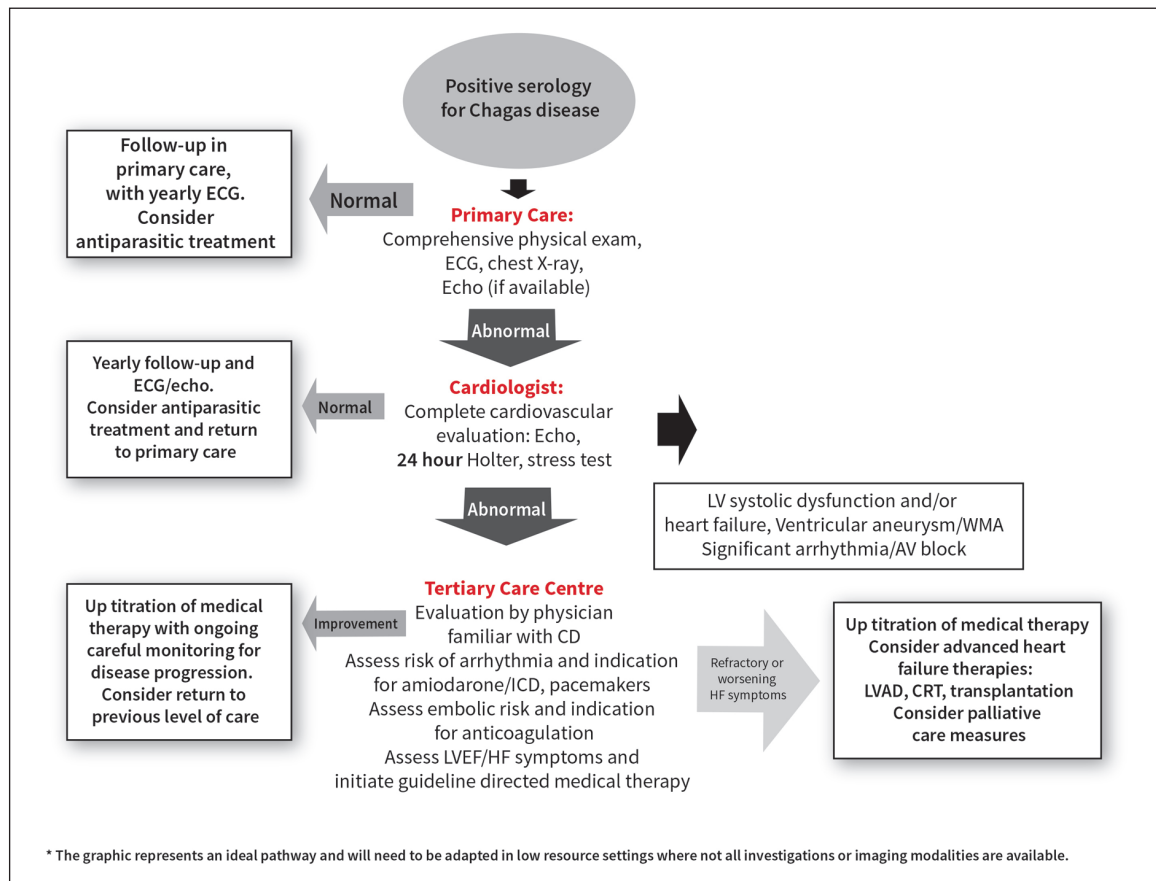 Positive serology
for Chagas disease
Follow-up in
primary care,
with yearly ECG.
Consider
antiparasitic treatment
Normal
Primary Care:
Comprehensive physical exam,
ECG, chest X-ray,
Echo (if available)
Abnormal
Yearly follow-up and
ECG/echo.
Consider antiparasitic
treatment and return
to primary care
Normal
Cardiologist:
Complete cardiovascular
evaluation: Echo,
24 hour Holter, stress test
Abnormal
LV systolic dysfunction and/or
heart failure, Ventricular aneurysm/WMA
Significant arrhythmia/AV block
Up titration of medical
therapy with ongoing
careful monitoring for
disease progression.
Consider return to
previous level of care
Improvement
Tertiary Care Centre
Evaluation by physician
familiar with CD
Assess risk of arrhythmia and indication
for amiodarone/ICD, pacemakers
Assess embolic risk and indication
for anticoagulation
Assess LVEF/HF symptoms and
initiate guideline directed medical therapy
Refractory or
worsening
HF symptoms
Up titration of medical therapy
Consider advanced heart
failure therapies:
LVAD, CRT, transplantation
Consider palliative
care measures
* The graphic represents an ideal pathway and will need to be adapted in low resource settings where not all investigations or imaging modalities are available.